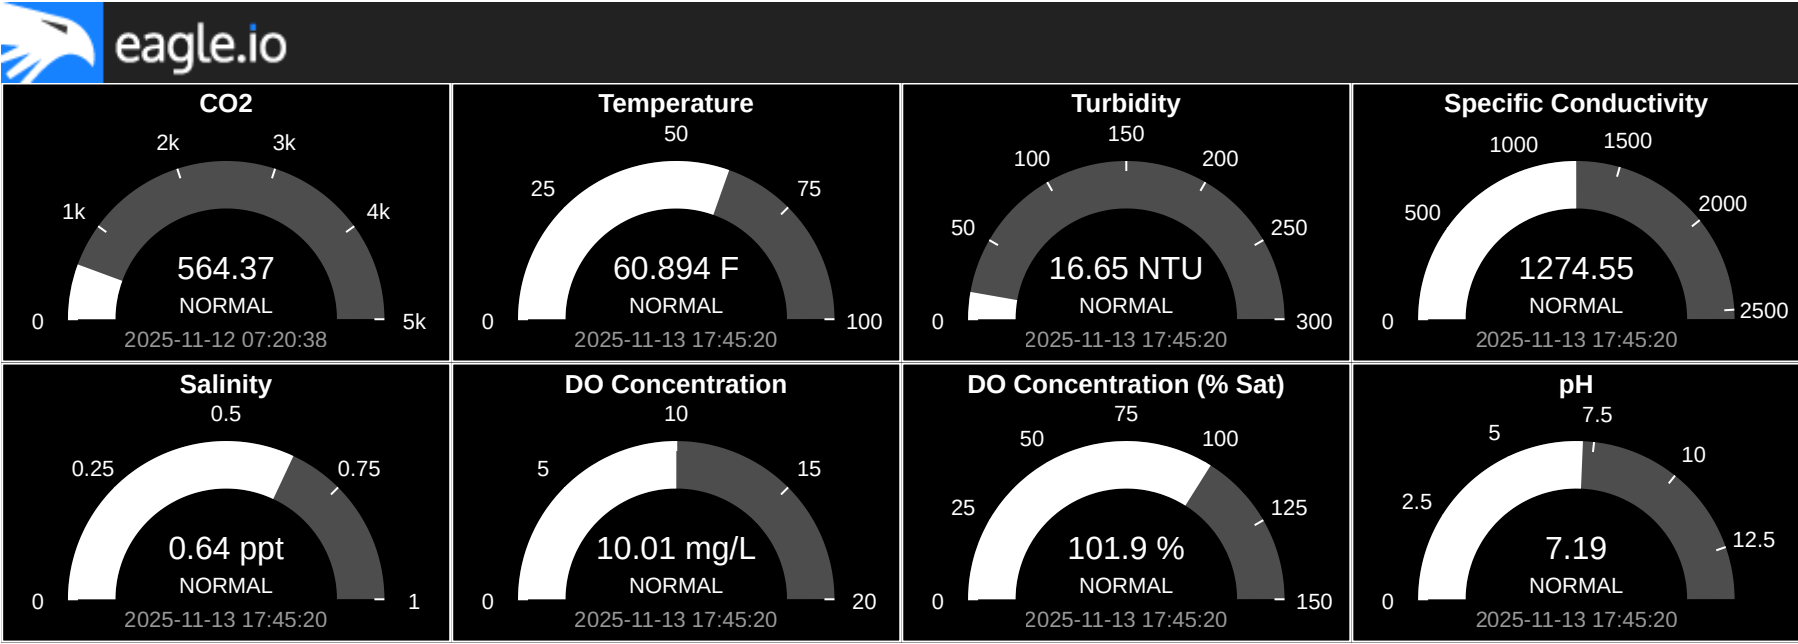 eagle.io
CO2
2k 3k
1k 4k
564.37
NORMAL
0 5k
2025-11-12 07:20:38
Temperature
50
25 75
60.894 F
NORMAL
0 100
2025-11-13 17:45:20
Turbidity
150
100 200
50 250
16.65 NTU
NORMAL
0 300
2025-11-13 17:45:20
Specific Conductivity
1000 1500
500 2000
1274.55
NORMAL
0 2500
2025-11-13 17:45:20
Salinity
0.5
0.25 0.75
0.64 ppt
NORMAL
0 1
2025-11-13 17:45:20
DO Concentration
10
5 15
10.01 mg/L
NORMAL
0 20
2025-11-13 17:45:20
DO Concentration (% Sat)
75
50 100
25 125
101.9 %
NORMAL
0 150
2025-11-13 17:45:20
pH
7.5
5 10
2.5 12.5
7.19
NORMAL
0
2025-11-13 17:45:20